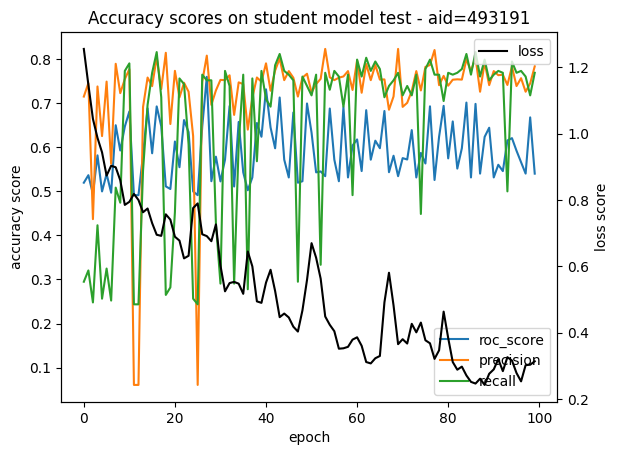 Accuracy scores on student model test - aid=493191
accuracy score
0.8
0.7
0.6
0.5
0.4
0.3
0.2
0.1
loss
1.2
1.0
0.8
0.6
0.4
0.2
loss score
roc_score
precision
recall
0
20
40
60
80
100
epoch